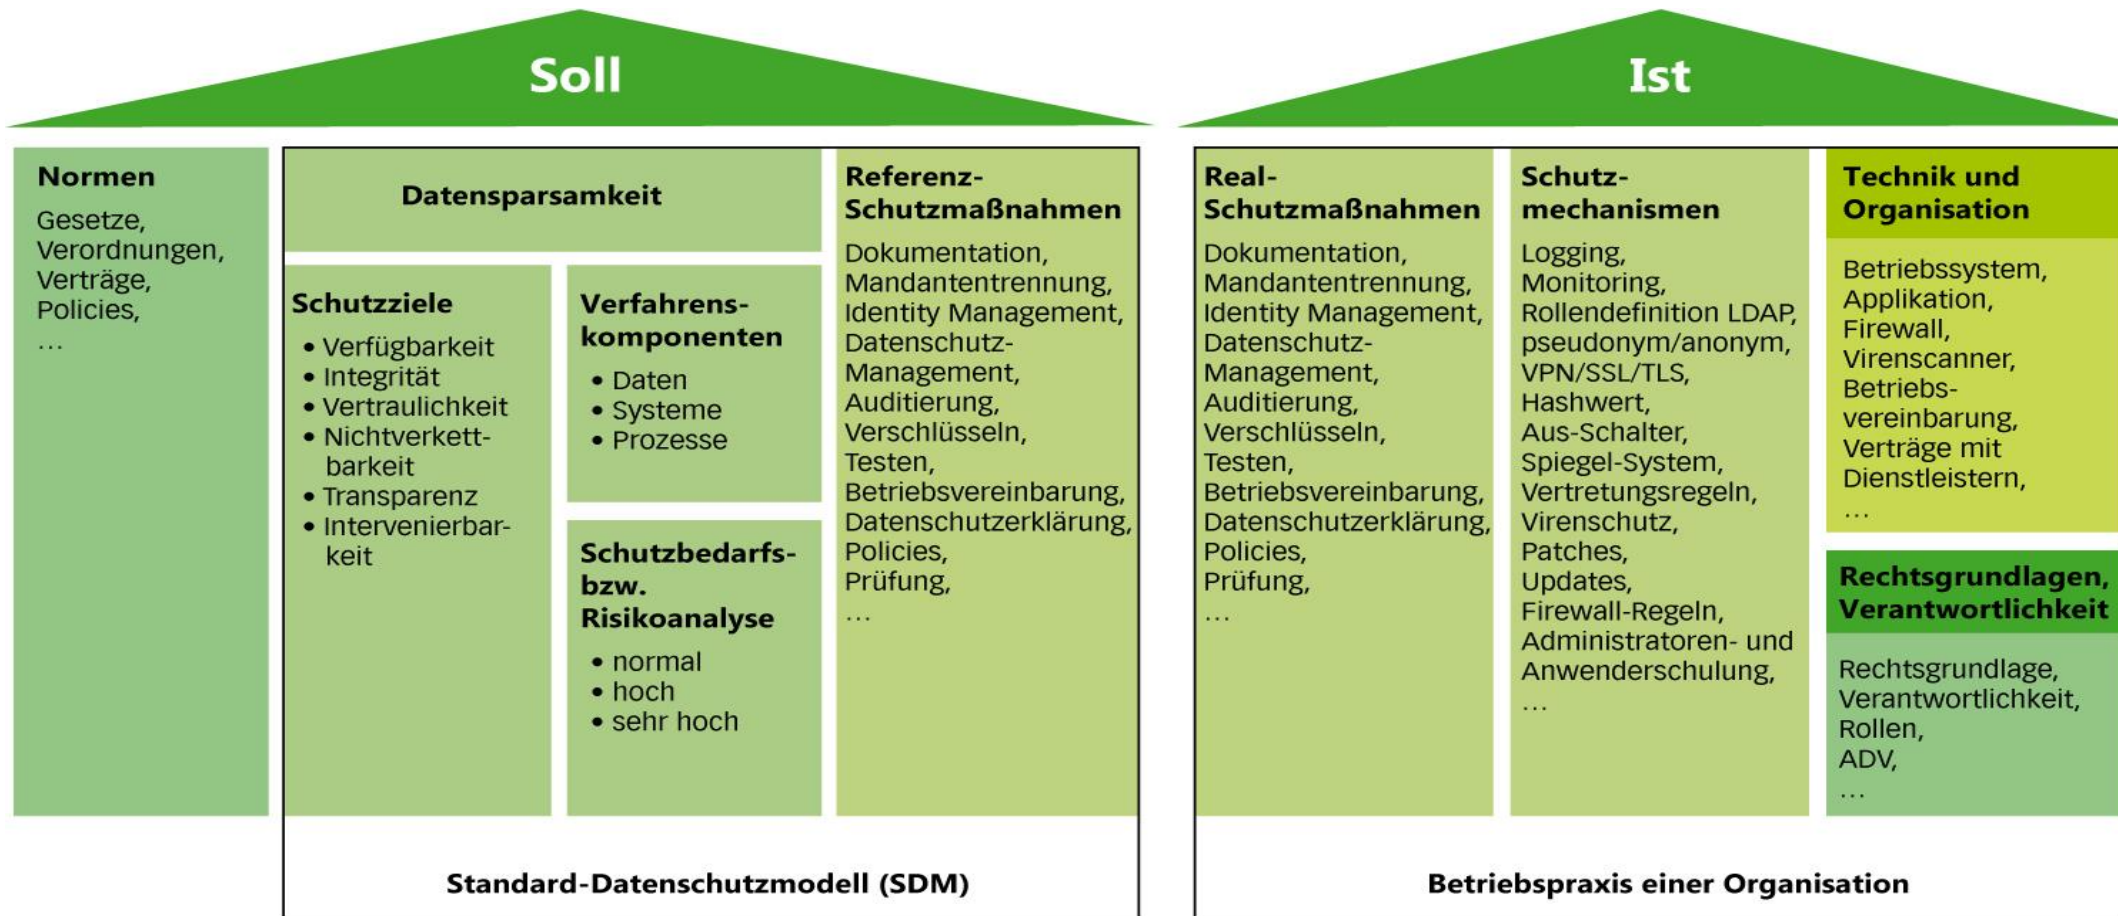 Soll
Normen
Gesetze,
Verordnungen,
Verträge,
Policies,
…
Datensparsamkeit
Schutzziele
• Verfügbarkeit
• Integrität
• Vertraulichkeit
• Nichtverkett-
barkeit
• Transparenz
• Intervenierbar-
keit
Verfahrens-
komponenten
• Daten
• Systeme
• Prozesse
Schutzbedarfs-
bzw.
Risikoanalyse
• normal
• hoch
• sehr hoch
Referenz-
Schutzmaßnahmen
Dokumentation,
Mandantentrennung,
Identity Management,
Datenschutz-
Management,
Auditierung,
Verschlüsseln,
Testen,
Betriebsvereinbarung,
Datenschutzerklärung,
Policies,
Prüfung,
…
Standard-Datenschutzmodell (SDM)
Ist
Real-
Schutzmaßnahmen
Dokumentation,
Mandantentrennung,
Identity Management,
Datenschutz-
Management,
Auditierung,
Verschlüsseln,
Testen,
Betriebsvereinbarung,
Datenschutzerklärung,
Policies,
Prüfung,
…
Schutz-
mechanismen
Logging,
Monitoring,
Rollendefinition LDAP,
pseudonym/anonym,
VPN/SSL/TLS,
Hashwert,
Aus-Schalter,
Spiegel-System,
Vertretungsregeln,
Virenschutz,
Patches,
Updates,
Firewall-Regeln,
Administratoren- und
Anwenderschulung,
…
Technik und
Organisation
Betriebssystem,
Applikation,
Firewall,
Virenscanner,
Betriebs-
vereinbarung,
Verträge mit
Dienstleistern,
…
Rechtsgrundlagen,
Verantwortlichkeit
Rechtsgrundlage,
Verantwortlichkeit,
Rollen,
ADV,
…
Betriebspraxis einer Organisation